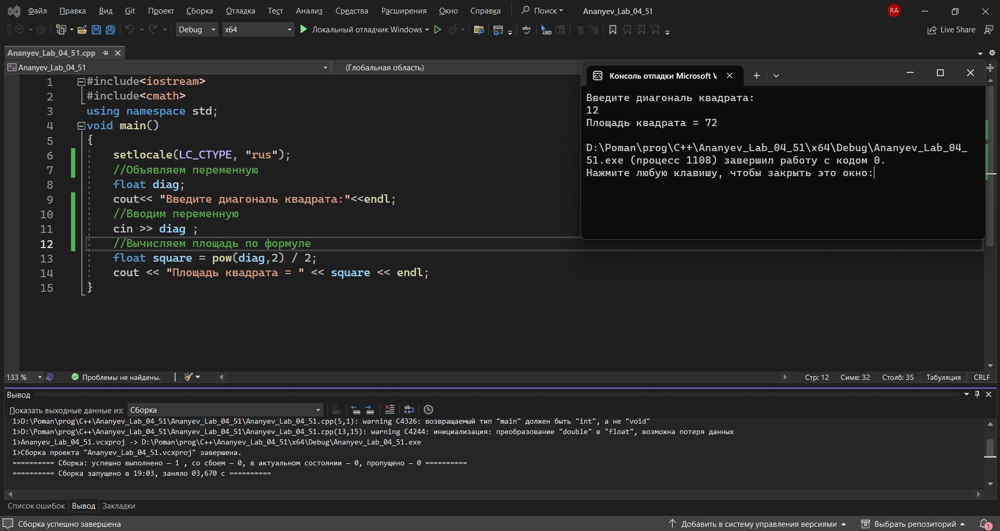 Файл Правка Вид Git Проект Сборка Отладка Тест Анализ Средства Расширения Окно Справка Поиск Ananyev_Lab_04_51 RA
Debug x64 Локальный отладчик Windows Live Share
Ananyev_Lab_04_51.cpp
Ananyev_Lab_04_51 (Глобальная область)
1 #include<iostream>
2 #include<cmath>
3 using namespace std;
4 void main()
5 {
6 setlocale(LC_CTYPE, "rus");
7 //Объявляем переменную
8 float diag;
9 cout<< "Введите диагональ квадрата:"<<endl;
10 //Вводим переменную
11 cin >> diag ;
12 //Вычисляем площадь по формуле
13 float square = pow(diag,2) / 2;
14 cout << "Площадь квадрата = " << square << endl;
15 }
Консоль отладки Microsoft V
Введите диагональ квадрата:
12
Площадь квадрата = 72
D:\Poman\prog\C++\Ananyev_Lab_04_51\x64\Debug\Ananyev_Lab_04_
51.exe (процесс 1108) завершил работу с кодом 0.
Нажмите любую клавишу, чтобы закрыть это окно:
133 % Проблемы не найдены. Стр: 12 Симв: 32 Столб: 35 Табуляция CRLF
Вывод
Показать выходные данные из: Сборка
1>D:\Poman\prog\C++\Ananyev_Lab_04_51\Ananyev_Lab_04_51\Ananyev_Lab_04_51.cpp(5,1): warning C4326: возвращаемый тип "main" должен быть "int", а не "void"
1>D:\Poman\prog\C++\Ananyev_Lab_04_51\Ananyev_Lab_04_51\Ananyev_Lab_04_51.cpp(13,15): warning C4244: инициализация: преобразование "double" в "float", возможна потеря данных
1>Ananyev_Lab_04_51.vcxproj -> D:\Poman\prog\C++\Ananyev_Lab_04_51\x64\Debug\Ananyev_Lab_04_51.exe
1>Сборка проекта "Ananyev_Lab_04_51.vcxproj" завершена.
========== Сборка: успешно выполнено — 1 , со сбоем — 0, в актуальном состоянии — 0, пропущено — 0 ==========
========== Сборка запущено в 19:03, заняло 03,670 с ==========
Список ошибок Вывод Закладки
Сборка успешно завершена Добавить в систему управления версиями Выбрать репозиторий 1